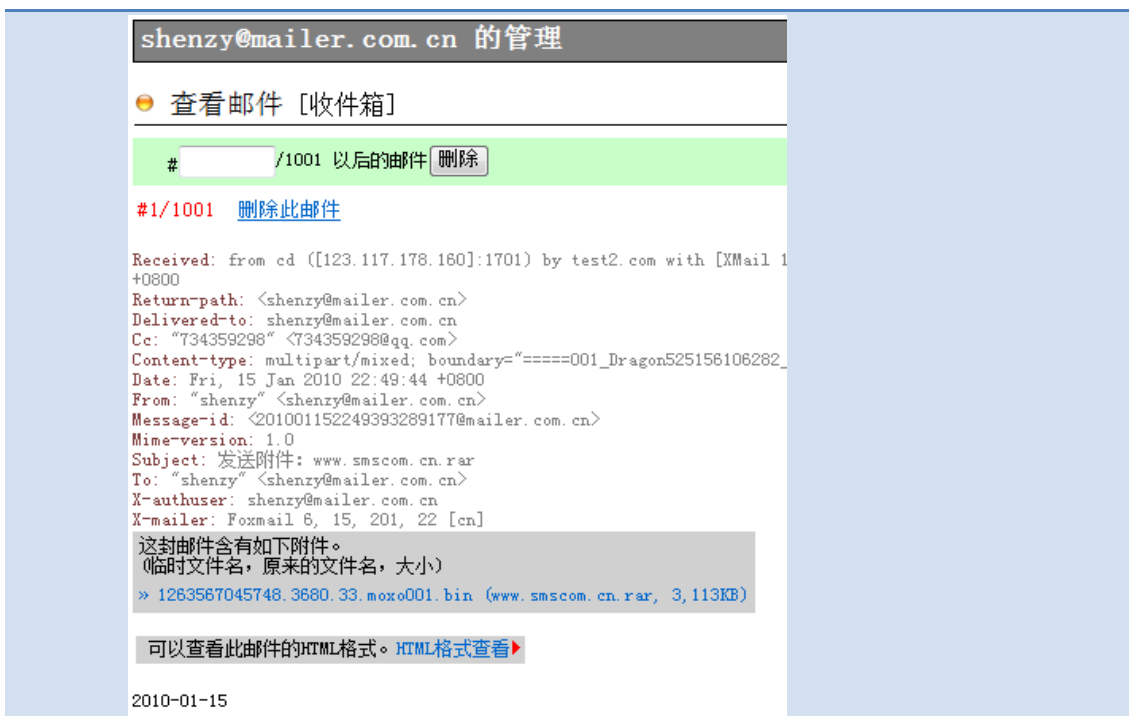 shenzy@mailer.com.cn 的管理
查看邮件 [收件箱]
# /1001 以后的邮件 删除
#1/1001 删除此邮件
Received: from cd ([123.117.178.160]:1701) by test2.com with [XMail 1
+0800
Return-path: <shenzy@mailer.com.cn>
Delivered-to: shenzy@mailer.com.cn
Cc: "734359298" <734359298@qq.com>
Content-type: multipart/mixed; boundary="=====001_Dragon525156106282_
Date: Fri, 15 Jan 2010 22:49:44 +0800
From: "shenzy" <shenzy@mailer.com.cn>
Message-id: <201001152249393289177@mailer.com.cn>
Mime-version: 1.0
Subject: 发送附件: www.smscom.cn.rar
To: "shenzy" <shenzy@mailer.com.cn>
X-authuser: shenzy@mailer.com.cn
X-mailer: Foxmail 6, 15, 201, 22 [cn]
这封邮件含有如下附件。
(临时文件名，原来的文件名，大小)
» 1263567045748.3680.33.moxo001.bin (www.smscom.cn.rar, 3,113KB)
可以查看此邮件的HTML格式。HTML格式查看
2010-01-15